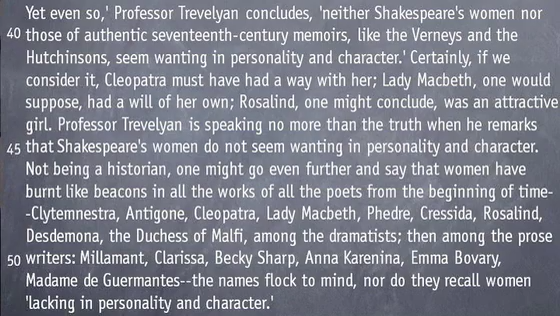 Yet even so,' Professor Trevelyan concludes, 'neither Shakespeare's women nor
40 those of authentic seventeenth-century memoirs, like the Verneys and the
Hutchinsons, seem wanting in personality and character.' Certainly, if we
consider it, Cleopatra must have had a way with her; Lady Macbeth, one would
suppose, had a will of her own; Rosalind, one might conclude, was an attractive
girl. Professor Trevelyan is speaking no more than the truth when he remarks
45 that Shakespeare's women do not seem wanting in personality and character.
Not being a historian, one might go even further and say that women have
burnt like beacons in all the works of all the poets from the beginning of time-
-Clytemnestra, Antigone, Cleopatra, Lady Macbeth, Phedre, Cressida, Rosalind,
Desdemona, the Duchess of Malfi, among the dramatists; then among the prose
50 writers: Millamant, Clarissa, Becky Sharp, Anna Karenina, Emma Bovary,
Madame de Guermantes--the names flock to mind, nor do they recall women
'lacking in personality and character.'